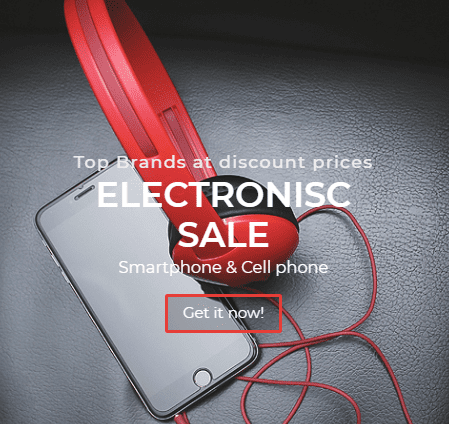 Top Brands at discount prices
ELECTRONISC
SALE
Smartphone & Cell phone
Get it now!